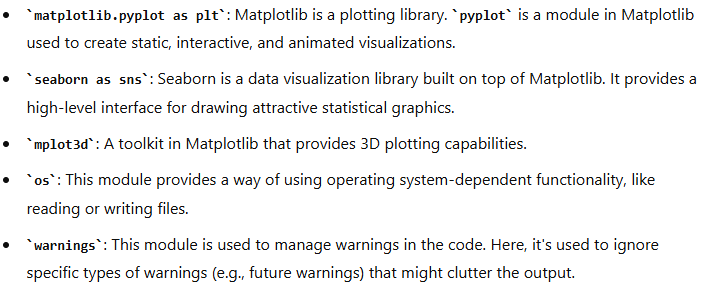 • `matplotlib.pyplot as plt`: Matplotlib is a plotting library. `pyplot` is a module in Matplotlib
used to create static, interactive, and animated visualizations.
• `seaborn as sns`: Seaborn is a data visualization library built on top of Matplotlib. It provides a
high-level interface for drawing attractive statistical graphics.
• `mplot3d`: A toolkit in Matplotlib that provides 3D plotting capabilities.
• `os`: This module provides a way of using operating system-dependent functionality, like
reading or writing files.
• `warnings`: This module is used to manage warnings in the code. Here, it's used to ignore
specific types of warnings (e.g., future warnings) that might clutter the output.